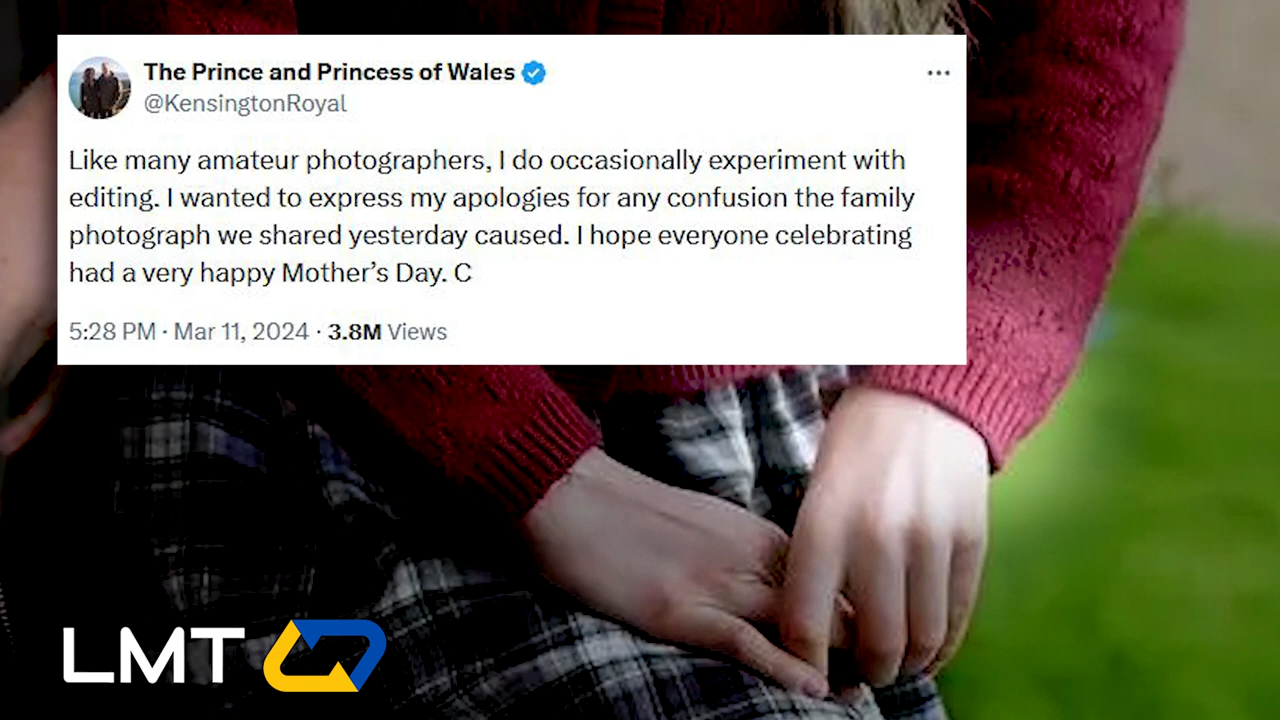 The Prince and Princess of Wales
@KensingtonRoyal
Like many amateur photographers, I do occasionally experiment with
editing. I wanted to express my apologies for any confusion the family
photograph we shared yesterday caused. I hope everyone celebrating
had a very happy Mother’s Day. C
5:28 PM · Mar 11, 2024 · 3.8M Views
LMT